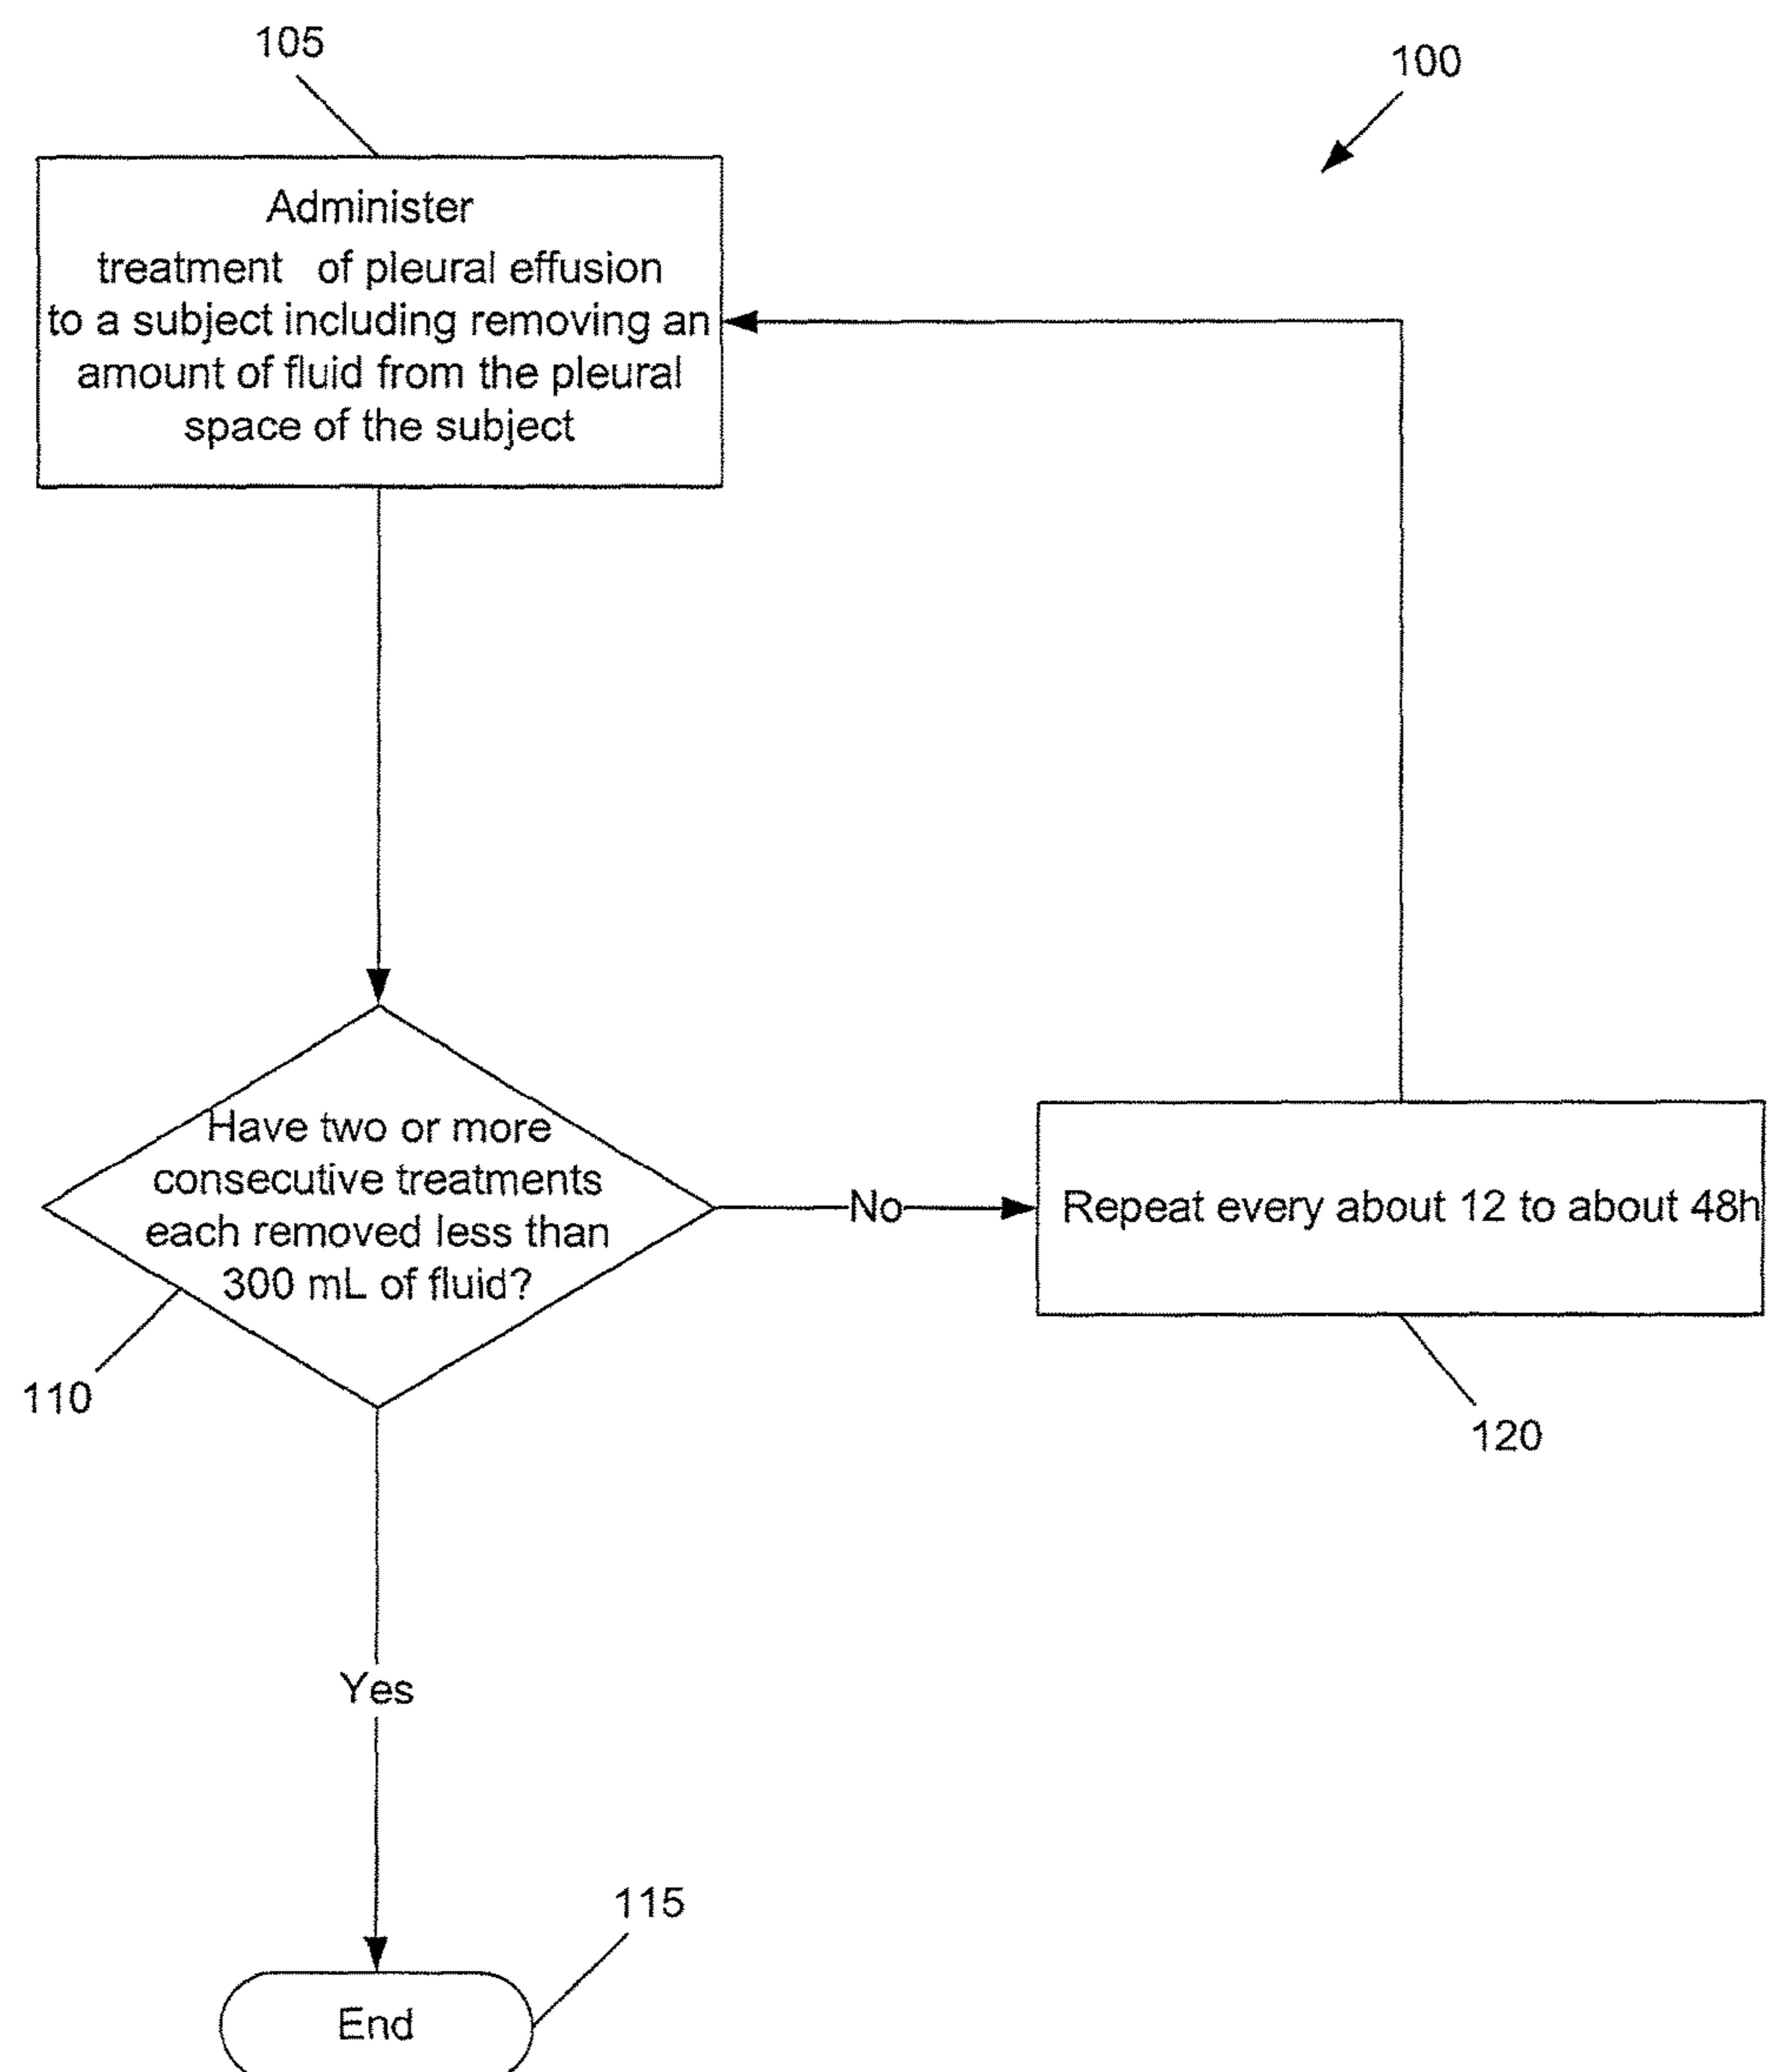 105
100
Administer
treatment of pleural effusion
to a subject including removing an
amount of fluid from the pleural
space of the subject
Have two or more
consecutive treatments
each removed less than
300 mL of fluid?
No
Repeat every about 12 to about 48h
110
120
Yes
115
End